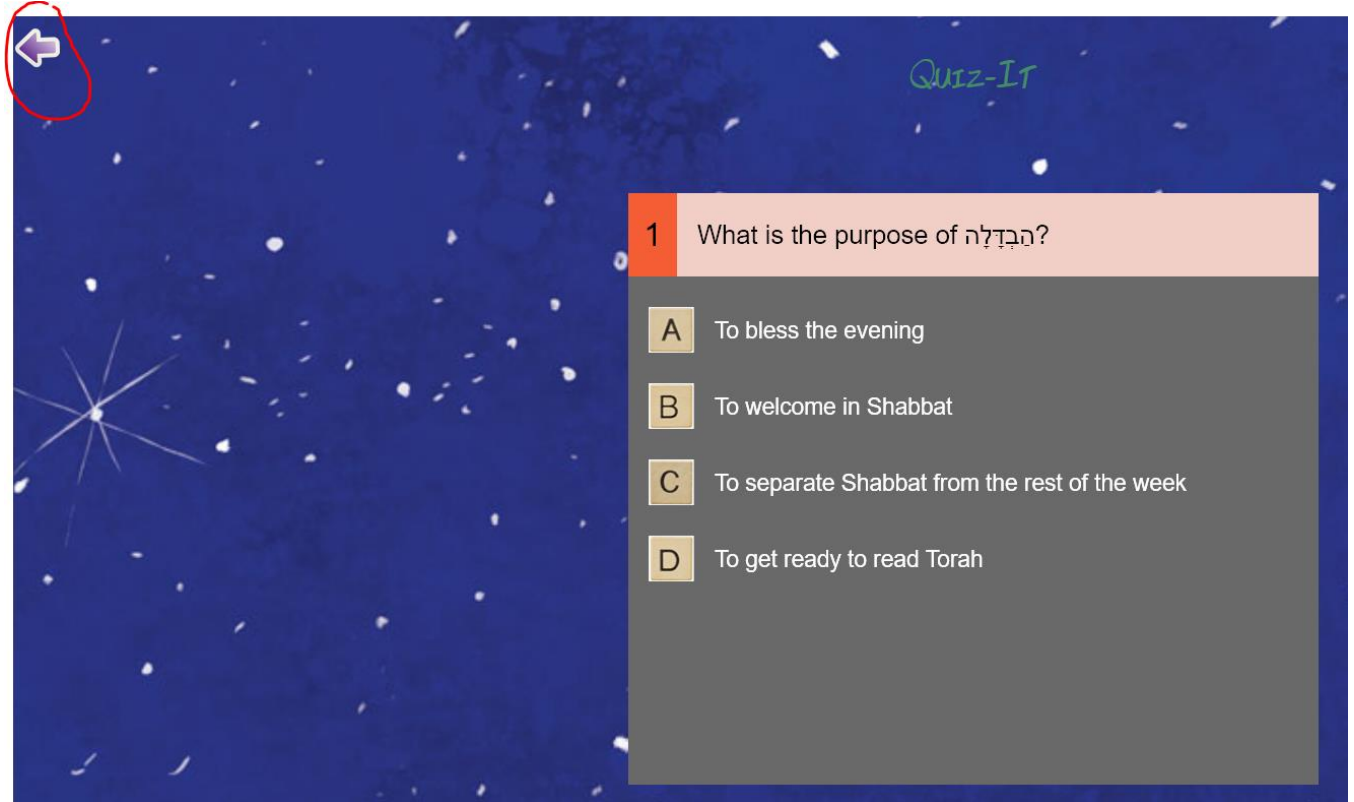 Quiz-It
1 What is the purpose of הַבְדָּלָה?
A To bless the evening
B To welcome in Shabbat
C To separate Shabbat from the rest of the week
D To get ready to read Torah